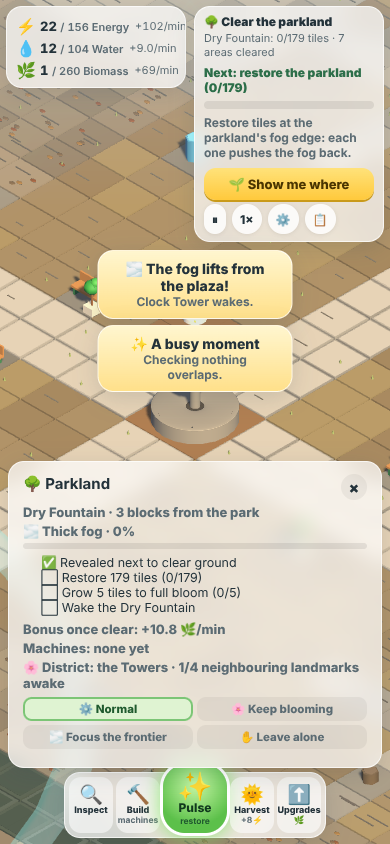 ⚡ 22 / 156 Energy +102/min
💧 12 / 104 Water +9.0/min
🌿 1 / 260 Biomass +69/min
🌳 Clear the parkland
Dry Fountain: 0/179 tiles · 7
areas cleared
Next: restore the parkland
(0/179)
Restore tiles at the
parkland's fog edge: each
one pushes the fog back.
🌱 Show me where
⏸ 1× ⚙️ 📋
🌫️ The fog lifts from
the plaza!
Clock Tower wakes.
✨ A busy moment
Checking nothing
overlaps.
🌳 Parkland
✖
Dry Fountain · 3 blocks from the park
🌫️ Thick fog · 0%
✅ Revealed next to clear ground
⬜ Restore 179 tiles (0/179)
⬜ Grow 5 tiles to full bloom (0/5)
⬜ Wake the Dry Fountain
Bonus once clear: +10.8 🌿/min
Machines: none yet
🌸 District: the Towers · 1/4 neighbouring landmarks
awake
⚙️ Normal
🌸 Keep blooming
🌫️ Focus the frontier
✋ Leave alone
🔍 Inspect
🔨 Build
machines
✨ Pulse
restore
🌞 Harvest
+8⚡
⬆️ Upgrades
🌿